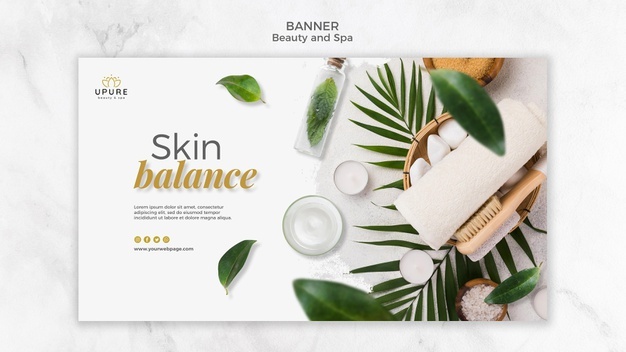 BANNER
Beauty and Spa
UPURE
beauty & spa
Skin
balance
Lorem ipsum dolor sit amet, consectetur
adipiscing elit, sed do eiusmod tempor
incididunt ut labore et dolore magna aliqua.
www.yourwebpage.com